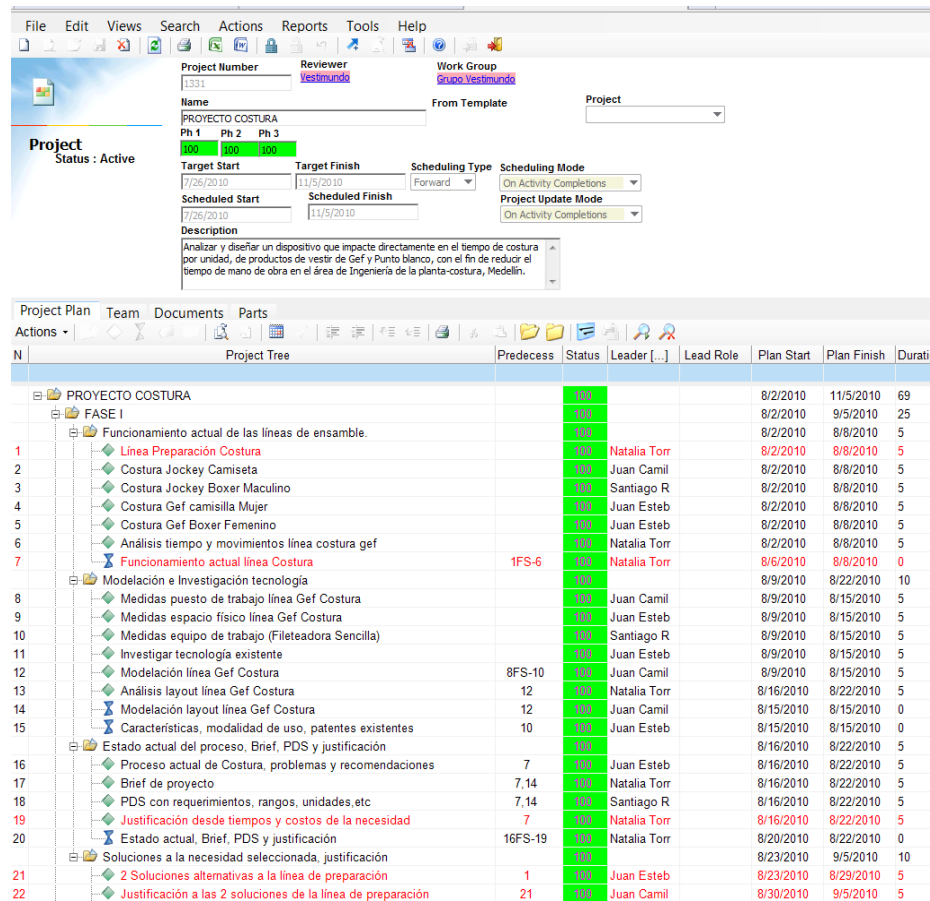 File Edit Views Search Actions Reports Tools Help
Project Number Reviewer Work Group
1331 Vestimundo Grupo Vestimundo
Name From Template Project
PROYECTO COSTURA
Ph 1 Ph 2 Ph 3
100 100 100
Project
Status : Active
Target Start Target Finish Scheduling Type Scheduling Mode
7/26/2010 11/5/2010 Forward On Activity Completions
Scheduled Start Scheduled Finish Project Update Mode
7/26/2010 11/5/2010 On Activity Completions
Description
Analizar y diseñar un dispositivo que impacte directamente en el tiempo de costura
por unidad, de productos de vestir de Gef y Punto blanco, con el fin de reducir el
tiempo de mano de obra en el área de Ingeniería de la planta-costura, Medellín.
Project Plan Team Documents Parts
Actions
N Project Tree Predecess Status Leader [...] Lead Role Plan Start Plan Finish Durati
PROYECTO COSTURA 100 8/2/2010 11/5/2010 69
FASE I 100 8/2/2010 9/5/2010 25
Funcionamiento actual de las líneas de ensamble. 100 8/2/2010 8/8/2010 5
1 Línea Preparación Costura 100 Natalia Torr 8/2/2010 8/8/2010 5
2 Costura Jockey Camiseta 100 Juan Camil 8/2/2010 8/8/2010 5
3 Costura Jockey Boxer Maculino 100 Santiago R 8/2/2010 8/8/2010 5
4 Costura Gef camisilla Mujer 100 Juan Esteb 8/2/2010 8/8/2010 5
5 Costura Gef Boxer Femenino 100 Juan Esteb 8/2/2010 8/8/2010 5
6 Análisis tiempo y movimientos línea costura gef 100 Natalia Torr 8/2/2010 8/8/2010 5
7 Funcionamiento actual línea Costura 1FS-6 100 Natalia Torr 8/6/2010 8/8/2010 0
Modelación e Investigación tecnología 100 8/9/2010 8/22/2010 10
8 Medidas puesto de trabajo línea Gef Costura 100 Juan Camil 8/9/2010 8/15/2010 5
9 Medidas espacio físico línea Gef Costura 100 Juan Esteb 8/9/2010 8/15/2010 5
10 Medidas equipo de trabajo (Fileteadora Sencilla) 100 Santiago R 8/9/2010 8/15/2010 5
11 Investigar tecnología existente 100 Juan Esteb 8/9/2010 8/15/2010 5
12 Modelación línea Gef Costura 8FS-10 100 Juan Camil 8/9/2010 8/15/2010 5
13 Análisis layout línea Gef Costura 12 100 Natalia Torr 8/16/2010 8/22/2010 5
14 Modelación layout línea Gef Costura 12 100 Juan Camil 8/15/2010 8/15/2010 0
15 Características, modalidad de uso, patentes existentes 10 100 Juan Esteb 8/15/2010 8/15/2010 0
Estado actual del proceso, Brief, PDS y justificación 100 8/16/2010 8/22/2010 5
16 Proceso actual de Costura, problemas y recomendaciones 7 100 Juan Esteb 8/16/2010 8/22/2010 5
17 Brief de proyecto 7,14 100 Natalia Torr 8/16/2010 8/22/2010 5
18 PDS con requerimientos, rangos, unidades,etc 7,14 100 Santiago R 8/16/2010 8/22/2010 5
19 Justificación desde tiempos y costos de la necesidad 7 100 Natalia Torr 8/16/2010 8/22/2010 5
20 Estado actual, Brief, PDS y justificación 16FS-19 100 Natalia Torr 8/20/2010 8/22/2010 0
Soluciones a la necesidad seleccionada, justificación 100 8/23/2010 9/5/2010 10
21 2 Soluciones alternativas a la línea de preparación 1 100 Juan Esteb 8/23/2010 8/29/2010 5
22 Justificación a las 2 soluciones de la línea de preparación 21 100 Juan Camil 8/30/2010 9/5/2010 5